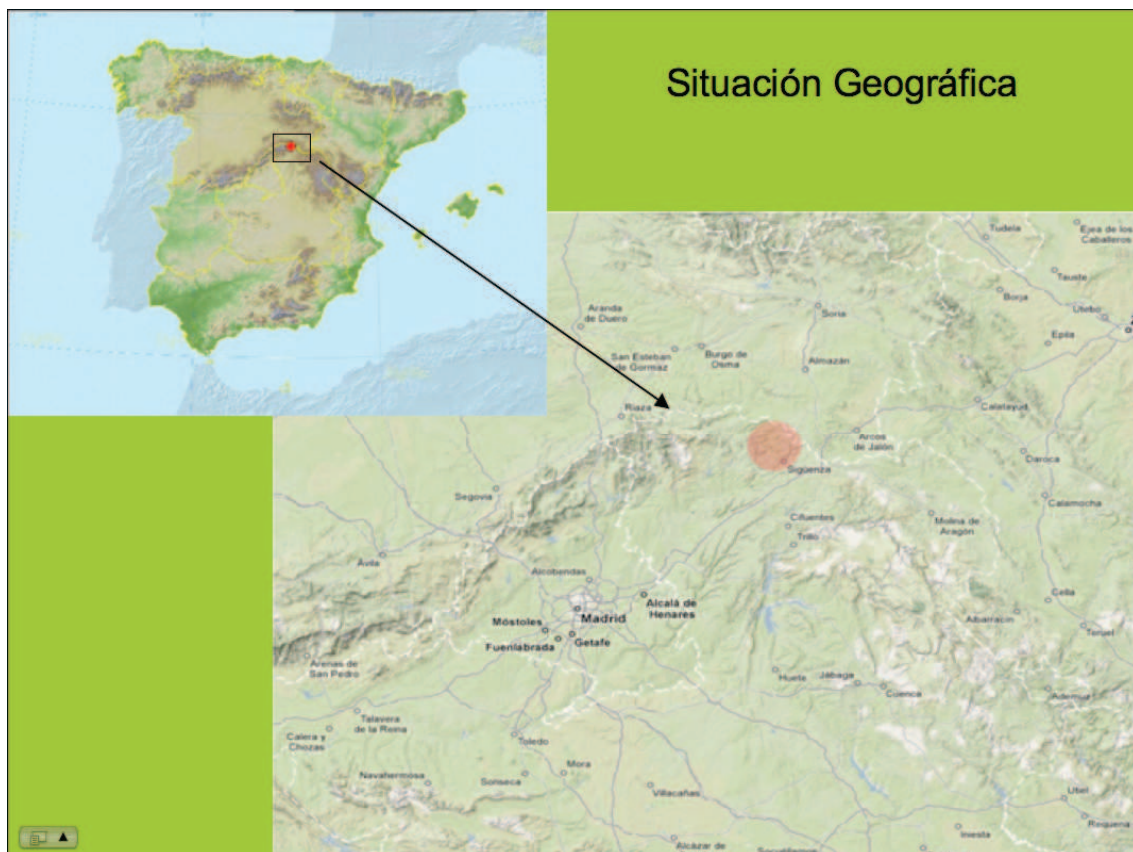 Situación Geográfica
Tudela
Ejea de los
Caballeros
Tauste
Borja
Utebo
Epila
Soria
Aranda
de Duero
San Esteban
de Gormaz
Burgo de
Osma
Almazán
Riaza
Calatayud
Arcos
de Jalón
Daroca
Sigüenza
Segovia
Calamocha
Cifuentes
Trillo
Molina de
Aragón
Ávila
Alcobendas
Madrid
Alcalá de
Henares
Cella
Albarracín
Teruel
Móstoles
Fuenlabrada
Getafe
Arenas de
San Pedro
Huete
Jábaga
Cuenca
Ademuz
Talavera
de la Reina
Calera y
Chozas
Toledo
Navahermosa
Sonseca
Mora
Villacañas
Utiel
Requena
Iniesta
Alcázar de